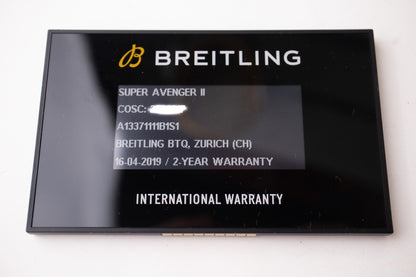 BREITLING
SUPER AVENGER II
COSC:
A13371111B1S1
BREITLING BTQ, ZURICH (CH)
16-04-2019 / 2-YEAR WARRANTY
INTERNATIONAL WARRANTY